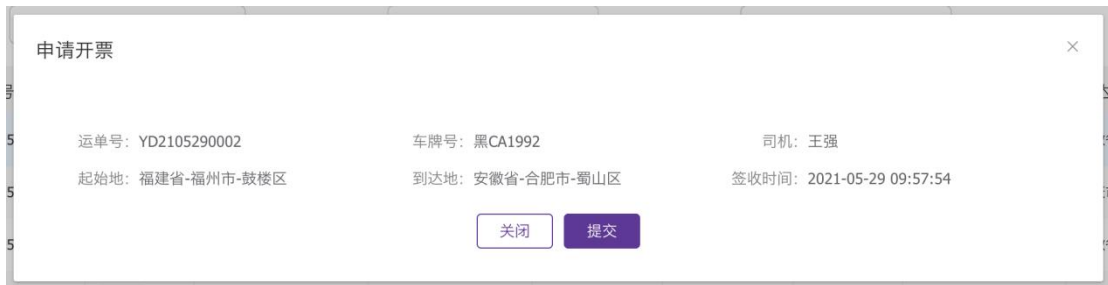 申请开票
运单号: YD2105290002 车牌号: 黑CA1992 司机: 王强
起始地: 福建省-福州市-鼓楼区 到达地: 安徽省-合肥市-蜀山区 签收时间: 2021-05-29 09:57:54
关闭 提交